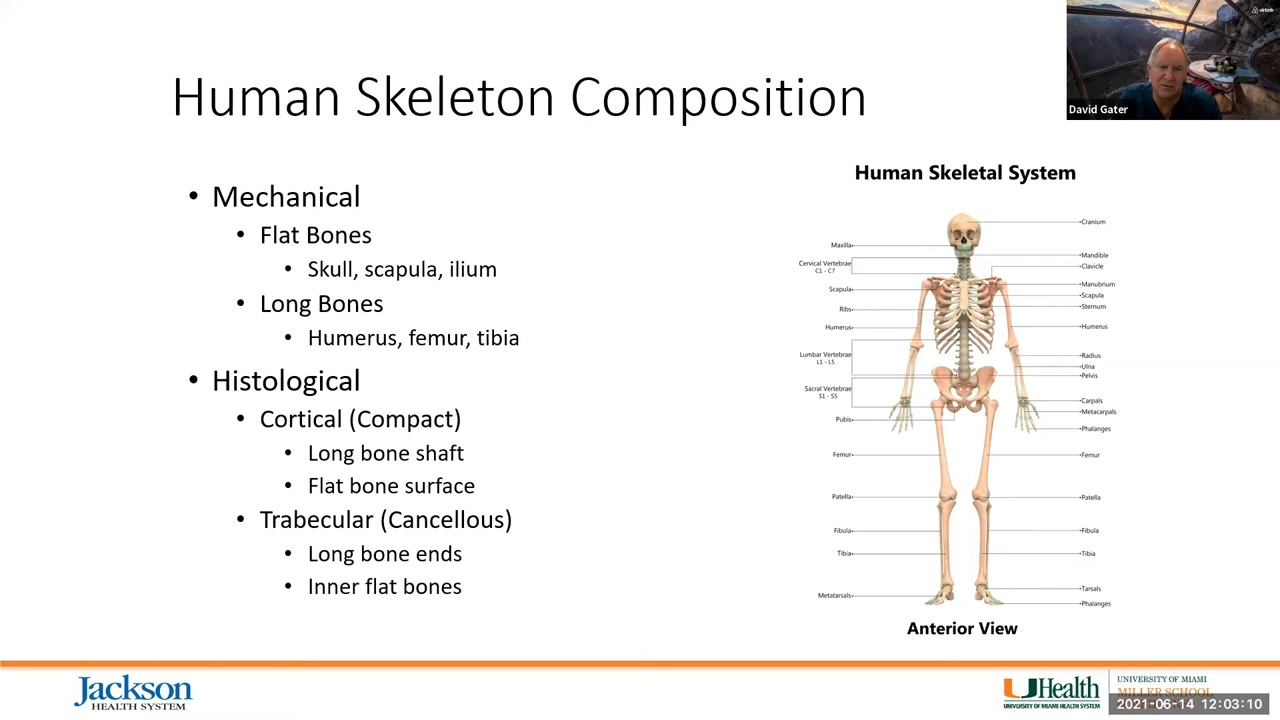 Human Skeleton Composition
airbnb
David Gater
• Mechanical
• Flat Bones
• Skull, scapula, ilium
• Long Bones
• Humerus, femur, tibia
• Histological
• Cortical (Compact)
• Long bone shaft
• Flat bone surface
• Trabecular (Cancellous)
• Long bone ends
• Inner flat bones
Human Skeletal System
Maxilla
Cervical Vertebrae
C1 - C7
Scapula
Ribs
Humerus
Lumbar Vertebrae
L1 - L5
Sacral Vertebrae
S1 - S5
Pubis
Femur
Patella
Fibula
Tibia
Metatarsals
Cranium
Mandible
Clavicle
Manubrium
Scapula
Sternum
Humerus
Radius
Ulna
Pelvis
Carpals
Metacarpals
Phalanges
Femur
Patella
Fibula
Tibia
Tarsals
Phalanges
Anterior View
Jackson
HEALTH SYSTEM
UHealth
UNIVERSITY OF MIAMI HEALTH SYSTEM
UNIVERSITY OF MIAMI
MILLER SCHOOL
2021-06-14 12:03:10